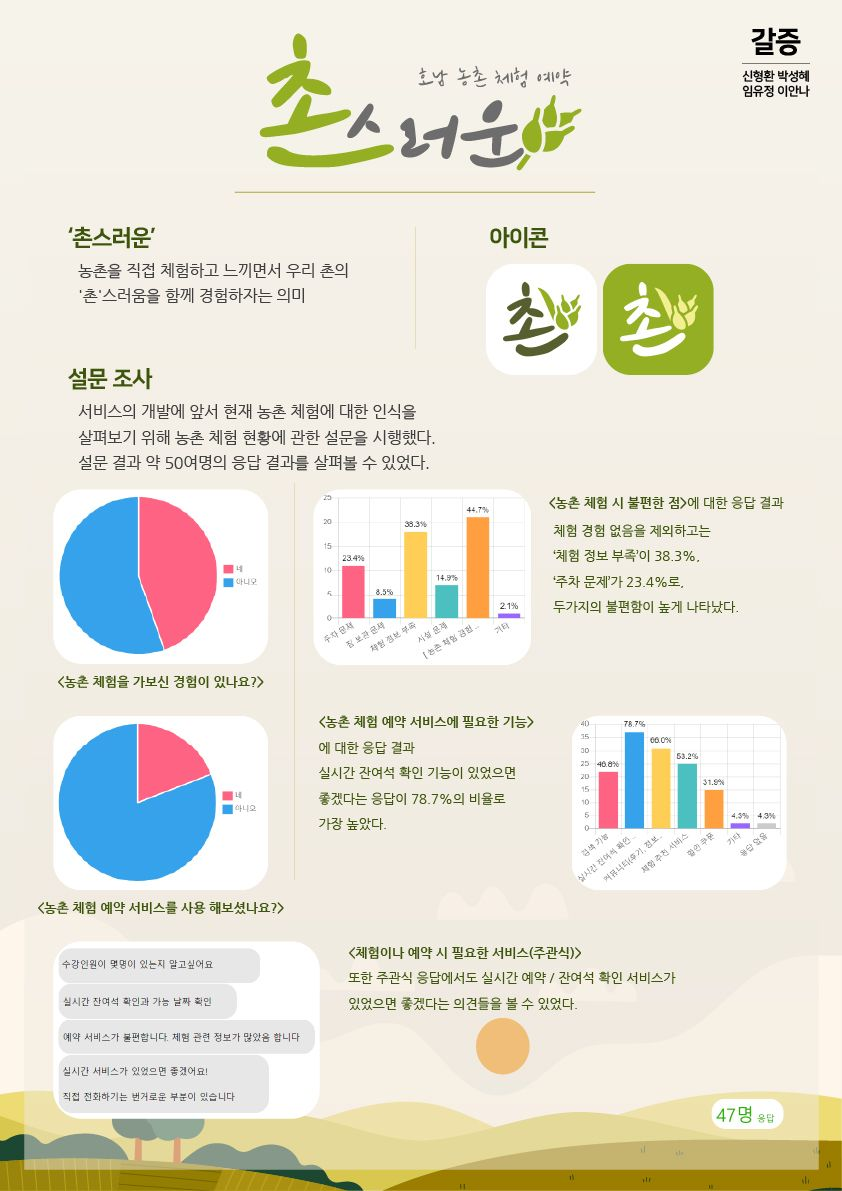 갈증
신형환 박성혜
임유정 이안나
호남 농촌 체험 예약
촌스러운
‘촌스러운’
농촌을 직접 체험하고 느끼면서 우리 촌의
'촌'스러움을 함께 경험하자는 의미
아이콘
촌
촌
설문 조사
서비스의 개발에 앞서 현재 농촌 체험에 대한 인식을
살펴보기 위해 농촌 체험 현황에 관한 설문을 시행했다.
설문 결과 약 50여명의 응답 결과를 살펴볼 수 있었다.
네
아니오
<농촌 체험을 가보신 경험이 있나요?>
25
20
15
10
5
0
23.4%
8.5%
38.3%
14.9%
44.7%
2.1%
주차 문제
짐 보관 문제
체험 정보 부족
시설 문제
[ 농촌 체험 경험 ...
기타
<농촌 체험 시 불편한 점>에 대한 응답 결과
체험 경험 없음을 제외하고는
‘체험 정보 부족’이 38.3%,
‘주차 문제’가 23.4%로,
두가지의 불편함이 높게 나타났다.
네
아니오
<농촌 체험 예약 서비스를 사용 해보셨나요?>
<농촌 체험 예약 서비스에 필요한 기능>
에 대한 응답 결과
실시간 잔여석 확인 기능이 있었으면
좋겠다는 응답이 78.7%의 비율로
가장 높았다.
40
35
30
25
20
15
10
5
0
46.8%
78.7%
66.0%
53.2%
31.9%
4.3%
4.3%
검색 기능
실시간 잔여석 확인...
커뮤니티(후기, 정보..
체험 추천 서비스
할인 쿠폰
기타
응답 없음
수강인원이 몇명이 있는지 알고싶어요
실시간 잔여석 확인과 가능 날짜 확인
예약 서비스가 불편합니다. 체험 관련 정보가 많았음 합니다
실시간 서비스가 있었으면 좋겠어요!
직접 전화하기는 번거로운 부분이 있습니다
<체험이나 예약 시 필요한 서비스(주관식)>
또한 주관식 응답에서도 실시간 예약 / 잔여석 확인 서비스가
있었으면 좋겠다는 의견들을 볼 수 있었다.
47명 응답